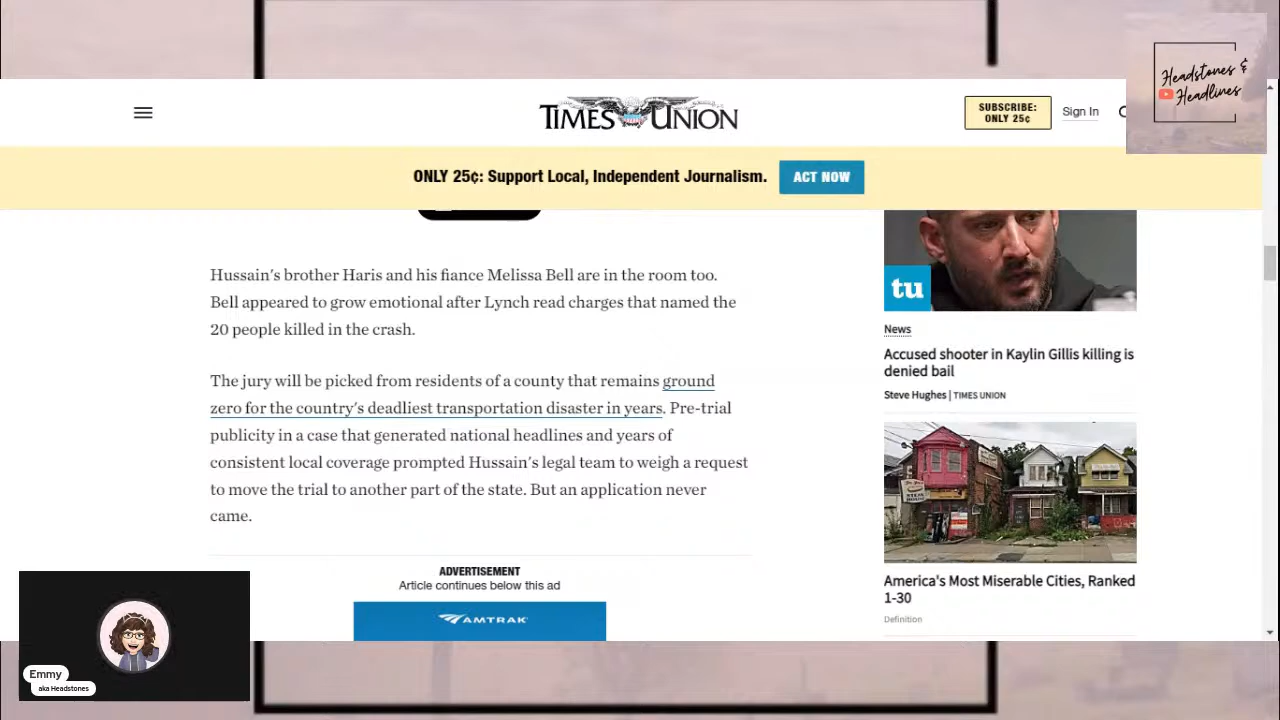 Headstones &
Headlines
TIMES UNION
SUBSCRIBE:
ONLY 25¢
Sign In
ONLY 25¢: Support Local, Independent Journalism.
ACT NOW
Hussain's brother Haris and his fiance Melissa Bell are in the room too.
Bell appeared to grow emotional after Lynch read charges that named the
20 people killed in the crash.
The jury will be picked from residents of a county that remains ground
zero for the country's deadliest transportation disaster in years. Pre-trial
publicity in a case that generated national headlines and years of
consistent local coverage prompted Hussain's legal team to weigh a request
to move the trial to another part of the state. But an application never
came.
ADVERTISEMENT
Article continues below this ad
AMTRAK
tu
News
Accused shooter in Kaylin Gillis killing is
denied bail
Steve Hughes | TIMES UNION
America's Most Miserable Cities, Ranked
1-30
Definition
Emmy
aka Headstones